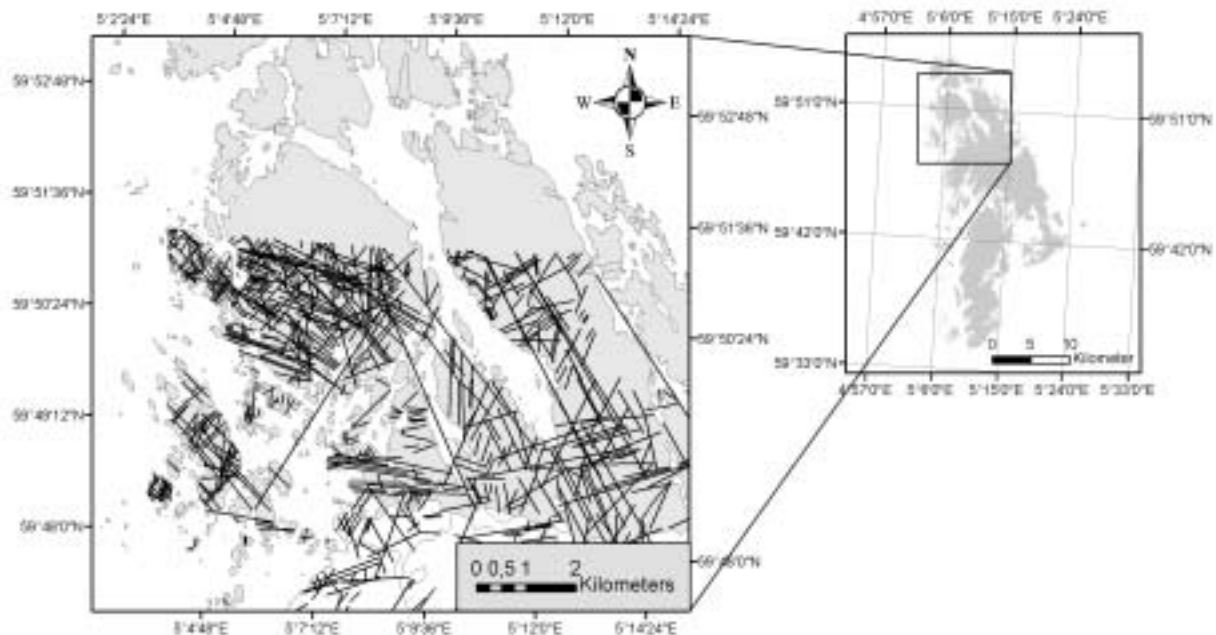 5°2'24"E 5°4'48"E 5°7'12"E 5°9'36"E 5°12'0"E 5°14'24"E
59°52'48"N
59°51'36"N
59°50'24"N
59°49'12"N
59°48'0"N
N
W E
S
59°52'48"N
59°51'36"N
59°50'24"N
59°48'0"N
0 0,5 1 2
Kilometers
5°4'48"E 5°7'12"E 5°9'36"E 5°12'0"E 5°14'24"E
4°57'0"E 5°6'0"E 5°15'0"E 5°24'0"E
59°51'0"N
59°42'0"N
59°33'0"N
59°51'0"N
59°42'0"N
0 5 10
Kilometer
4°57'0"E 5°6'0"E 5°15'0"E 5°24'0"E 5°33'0"E